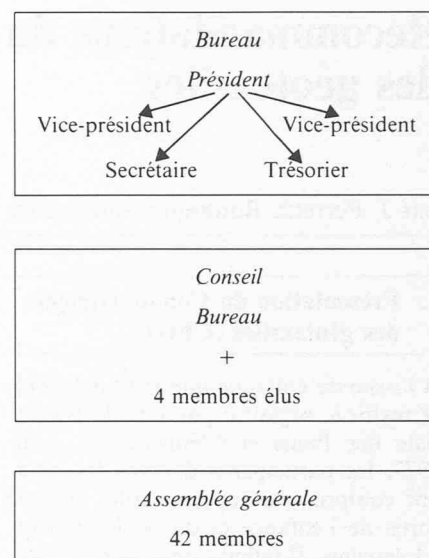 Bureau
Président
Vice-président Vice-président
Secrétaire Trésorier
Conseil
Bureau
+
4 membres élus
Assemblée générale
42 membres